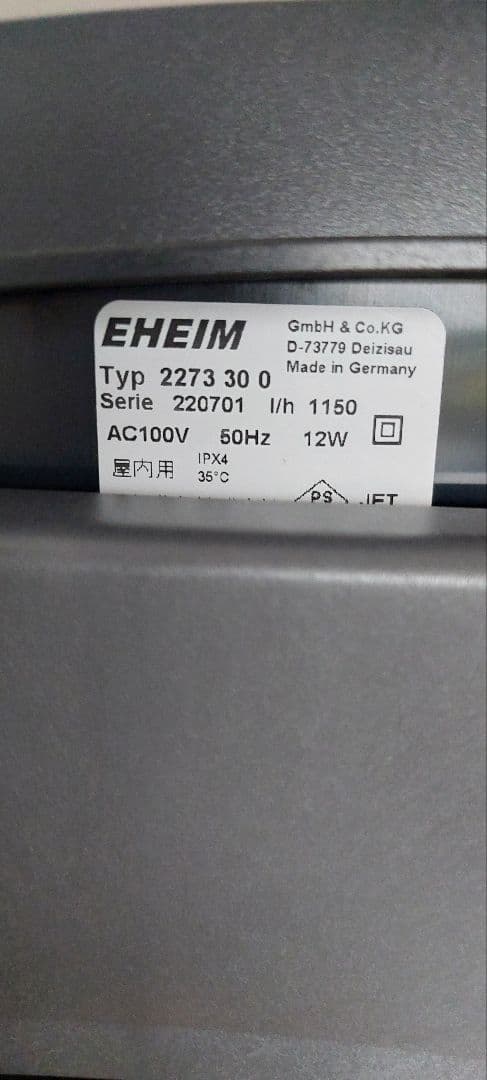 EHEIM
GmbH & Co.KG
D-73779 Deizisau
Made in Germany
Typ 2273 30 0
Serie 220701 l/h 1150
AC100V 50Hz 12W
屋内用
IPX4
35°C
PS JET